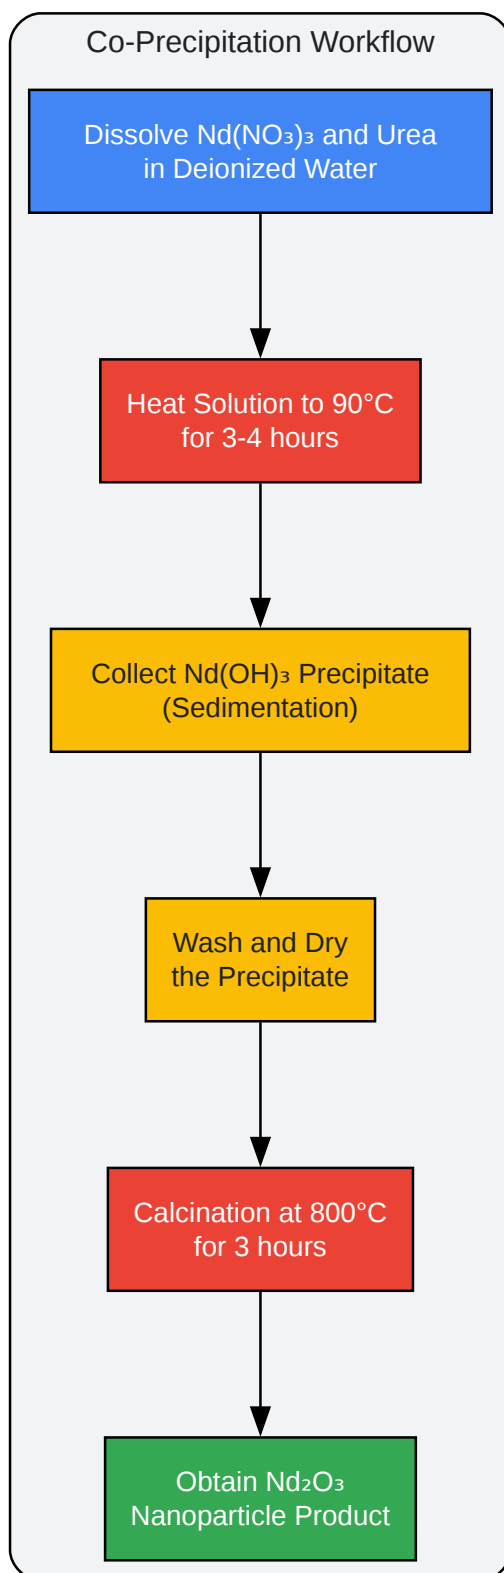 Co-Precipitation Workflow
Dissolve Nd(NO₃)₃ and Urea
in Deionized Water
Heat Solution to 90°C
for 3-4 hours
Collect Nd(OH)₃ Precipitate
(Sedimentation)
Wash and Dry
the Precipitate
Calcination at 800°C
for 3 hours
Obtain Nd₂O₃
Nanoparticle Product